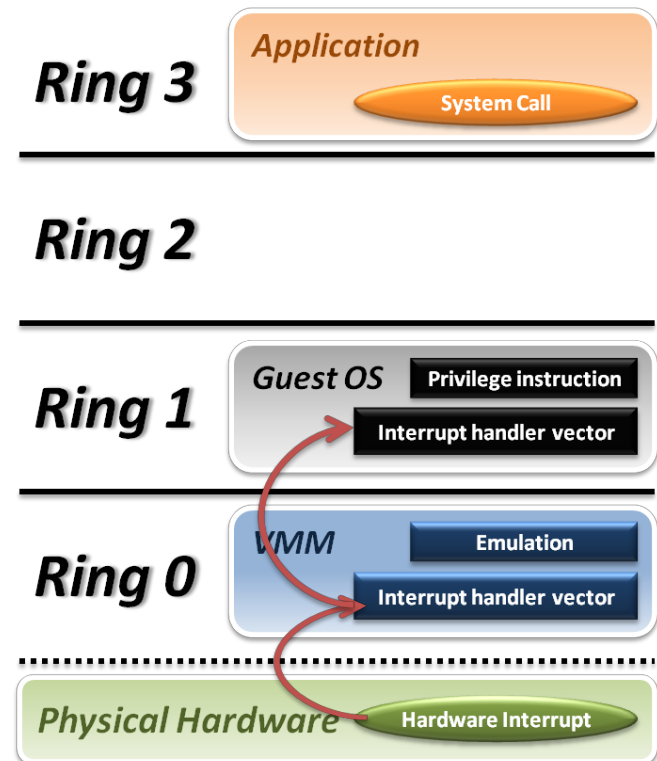 Ring 3
Application
System Call
Ring 2
Ring 1
Guest OS
Privilege instruction
Interrupt handler vector
Ring 0
VMM
Emulation
Interrupt handler vector
Physical Hardware
Hardware Interrupt